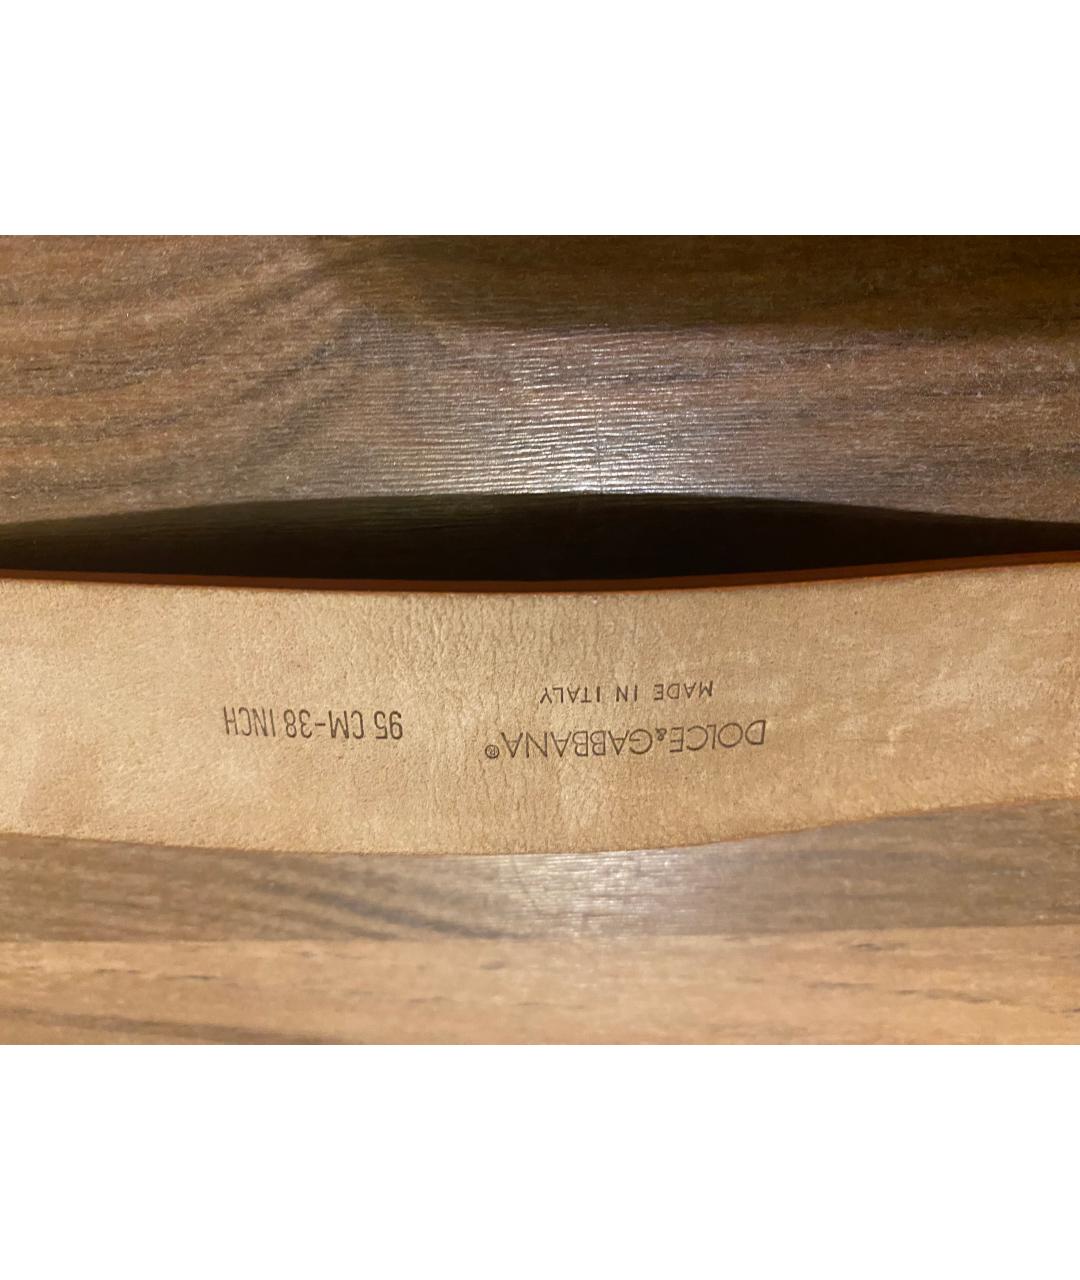 DOLCE&GABBANA®
MADE IN ITALY
95 CM-38 INCH